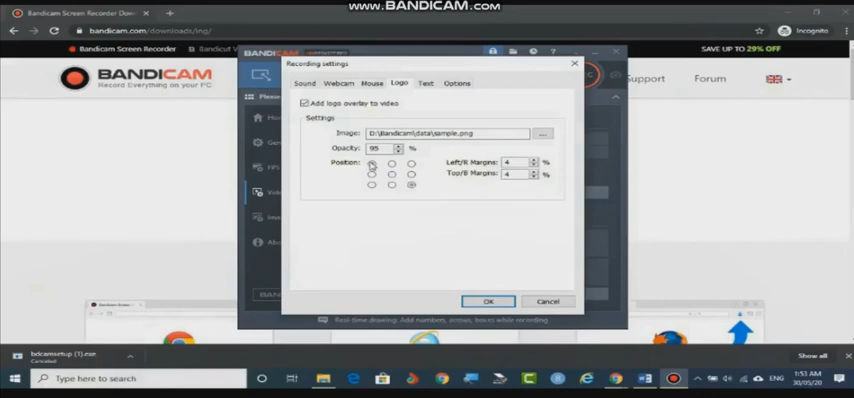 www.BANDICAM.com
Bandicam Screen Recorder Down
bandicam.com/downloads/ing/
Incognito
Bandicam Screen Recorder
Bandicut
SAVE UP TO 29% OFF
BANDICAM
Record Everything on your PC
Support
Forum
BANDICAM
Recording settings
Sound
Webcam
Mouse
Logo
Text
Options
Add logo overlay to video
Settings
Image:
D:\Bandicam\data\sample.png
...
Opacity:
95
%
Position:
Left/R Margins:
4
%
Top/B Margins:
4
%
OK
Cancel
Real-time drawing: Add numbers, arrows, boxes while recording
bdcamsetup (1).exe
Canceled
Show all
Type here to search
ENG
1:53 AM
30/05/20